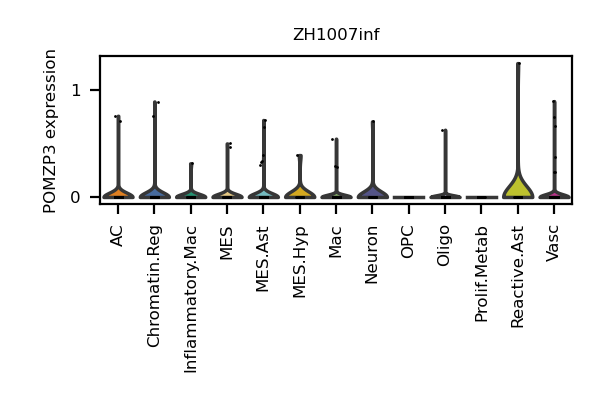 ZH1007inf
POMZP3 expression
1
0
AC
Chromatin.Reg
Inflammatory.Mac
MES
MES.Ast
MES.Hyp
Mac
Neuron
OPC
Oligo
Prolif.Metab
Reactive.Ast
Vasc